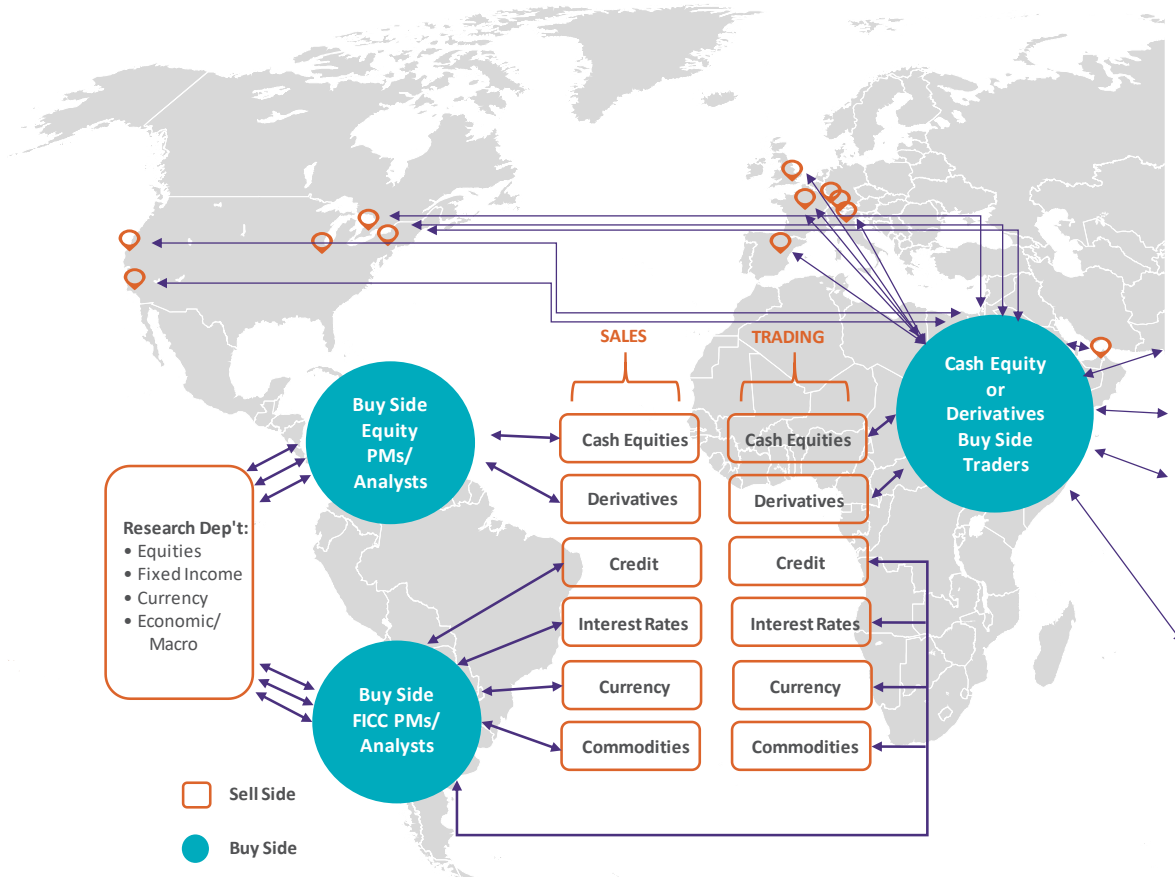 SALES
TRADING
Buy Side
Equity
PMs/
Analysts
Cash Equities
Cash Equities
Cash Equity
or
Derivatives
Buy Side
Traders
Derivatives
Derivatives
Research Dep't:
• Equities
• Fixed Income
• Currency
• Economic/
Macro
Credit
Credit
Interest Rates
Interest Rates
Buy Side
FICC PMs/
Analysts
Currency
Currency
Commodities
Commodities
Sell Side
Buy Side